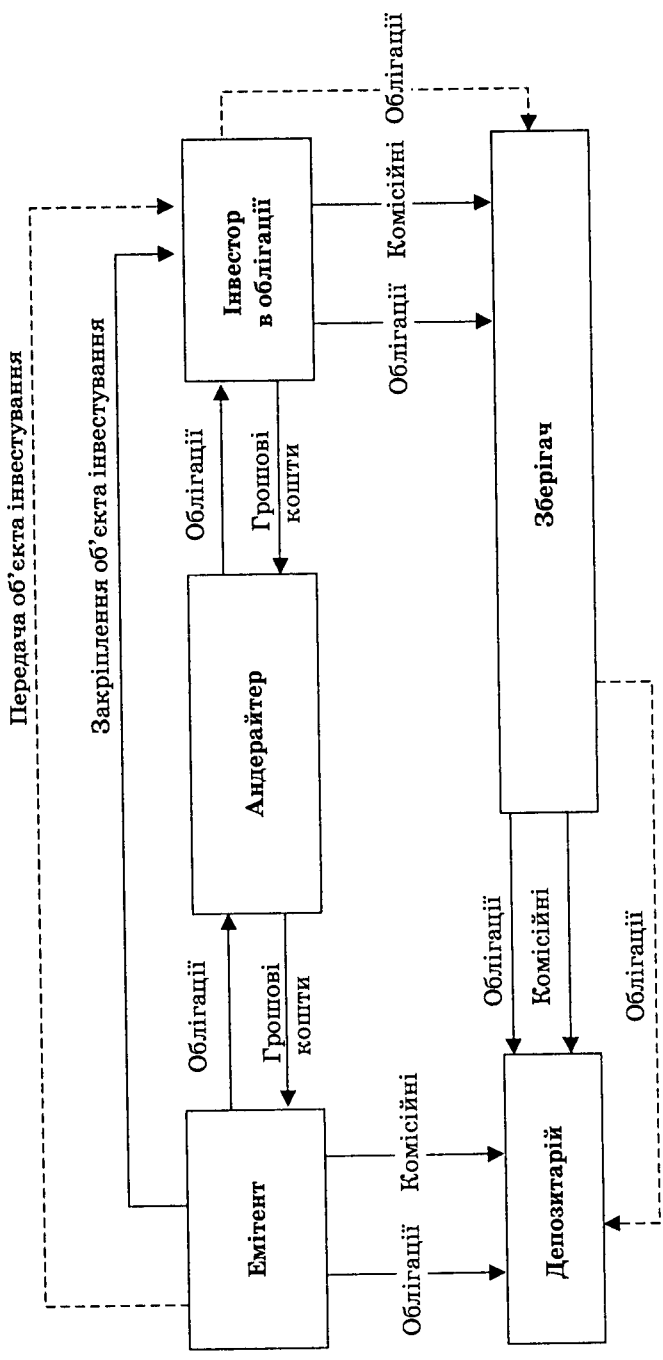 Передача об’єкта інвестування
Закріплення об’єкта інвестування
Емітент
Облігації
Грошові
кошти
Андерайтер
Облігації
Грошові
кошти
Інвестор
в облігації
Облігації
Комісійні
Облігації
Комісійні
Облігації
Депозитарій
Облігації
Комісійні
Зберігач
Облігації